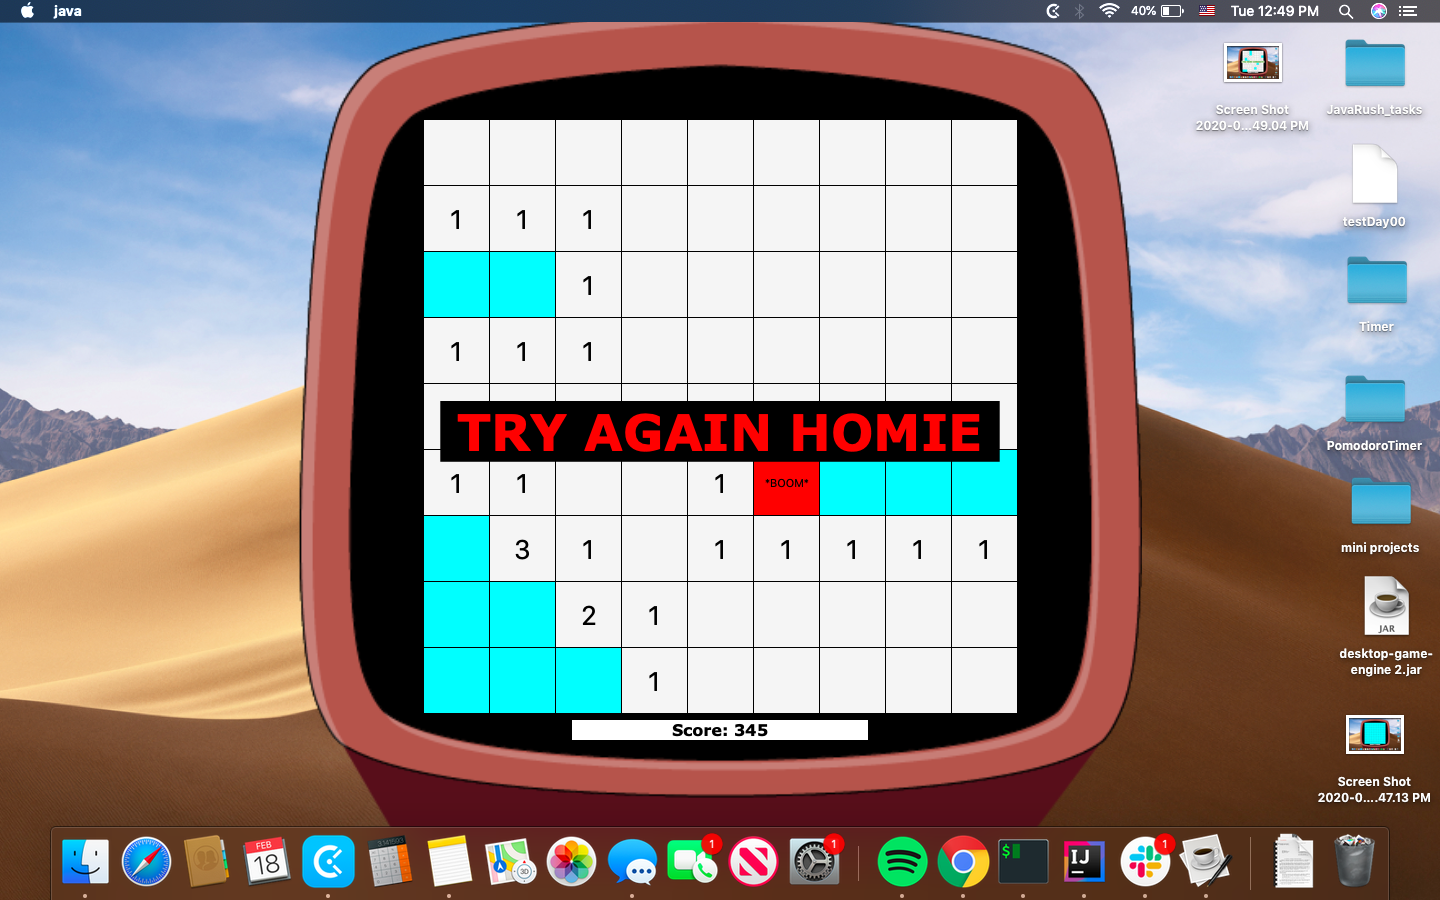 java
40%
Tue 12:49 PM
Screen Shot
2020-0...49.04 PM
JavaRush_tasks
testDay00
Timer
PomodoroTimer
mini projects
JAR
desktop-game-
engine 2.jar
Screen Shot
2020-0....47.13 PM
1 1 1
1
1 1 1
TRY AGAIN HOMIE
1 1 1 *BOOM*
3 1 1 1 1 1 1
2 1
1
Score: 345
FEB
18
3D
1
1
$
IJ
1